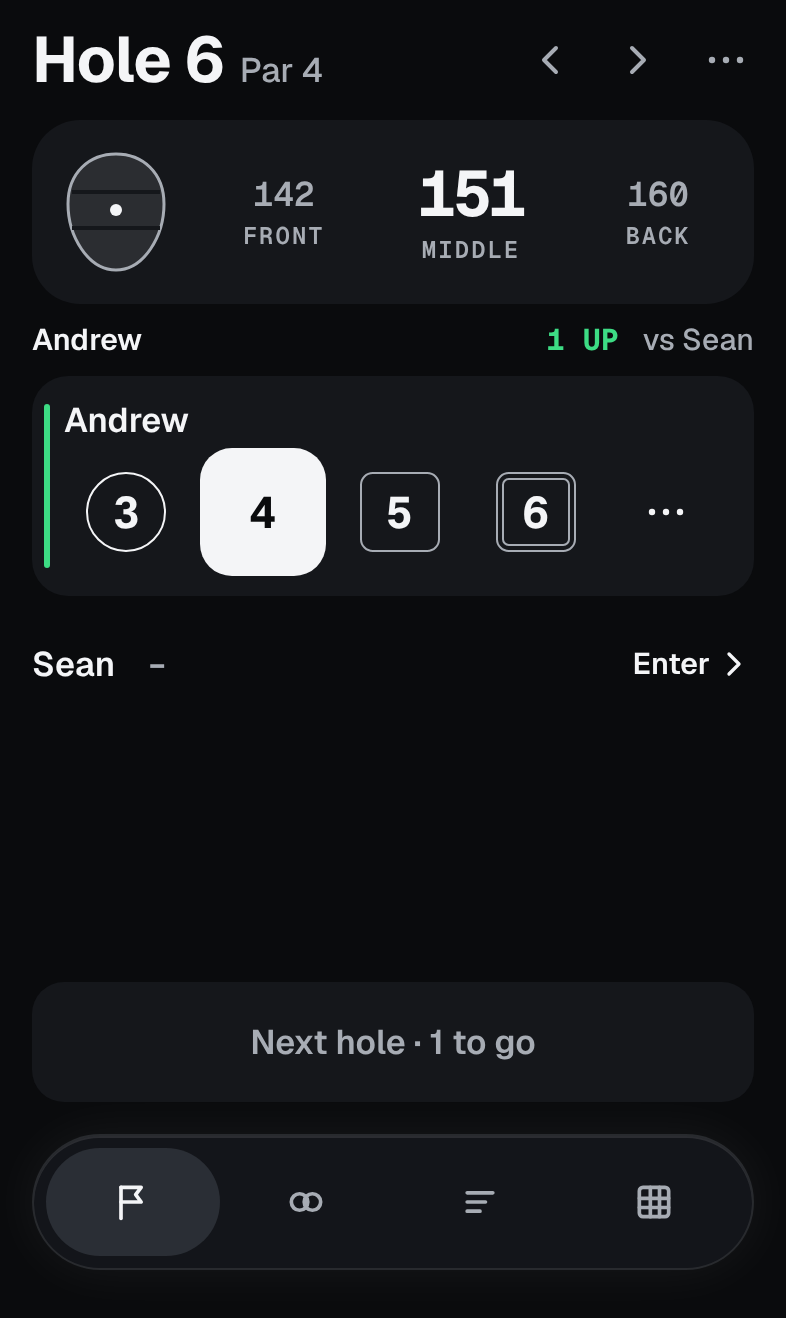 Hole 6 Par 4
142 151 160
FRONT MIDDLE BACK
Andrew 1 UP vs Sean
Andrew
3 4 5 6
Sean – Enter
Next hole · 1 to go